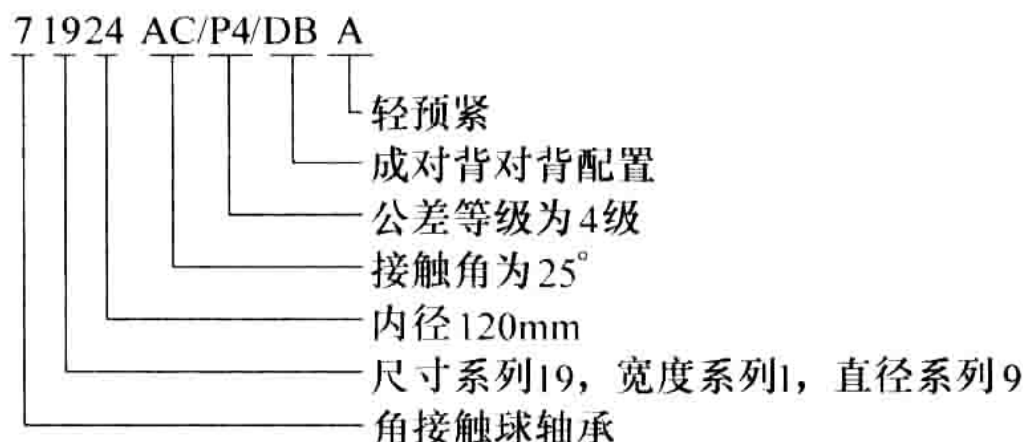 7 1924 AC/P4/DB A
轻预紧
成对背对背配置
公差等级为4级
接触角为25°
内径120mm
尺寸系列19，宽度系列1，直径系列9
角接触球轴承